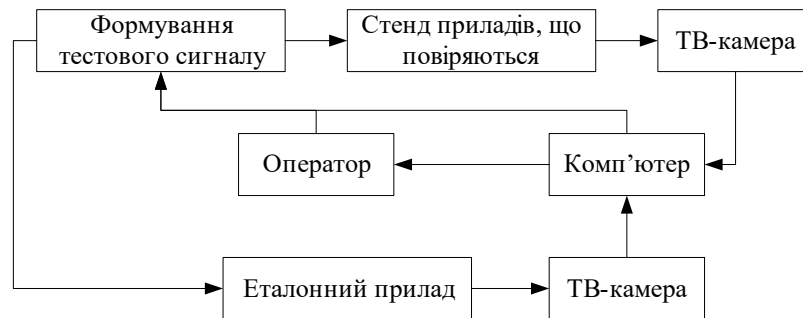 Формування
тестового сигналу
Стенд приладів, що
повіряються
ТВ-камера
Оператор
Комп’ютер
Еталонний прилад
ТВ-камера